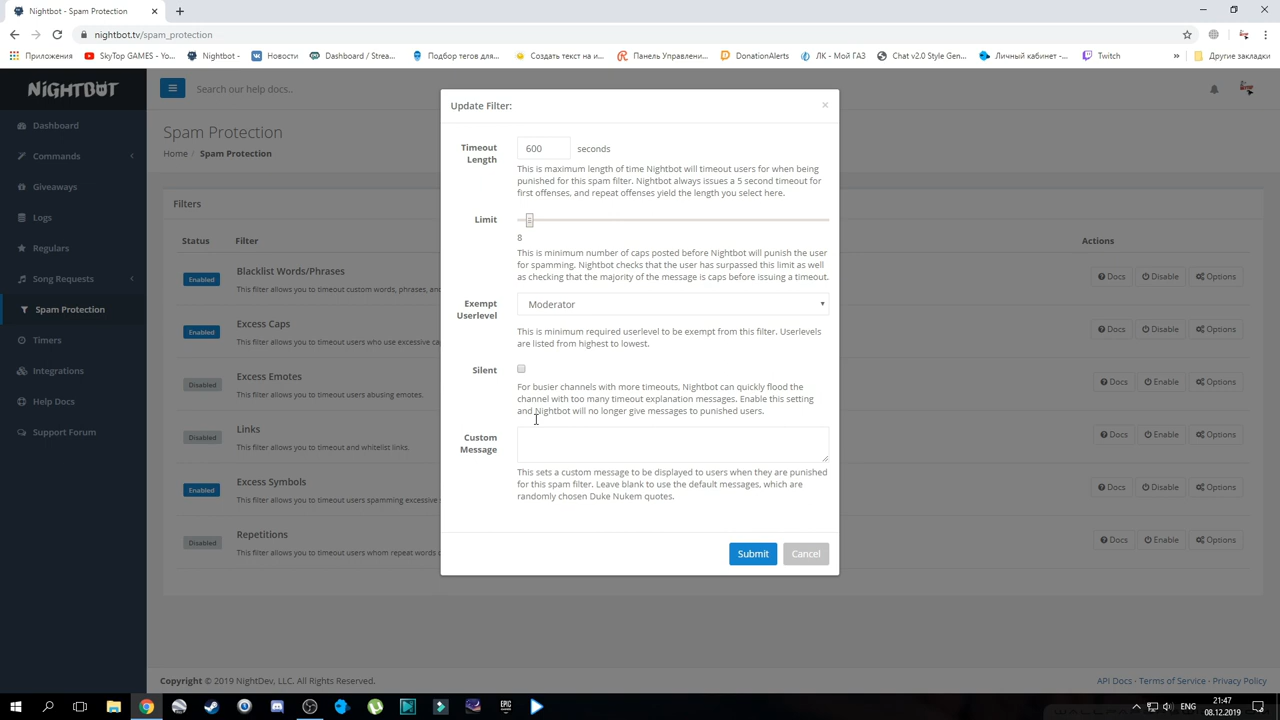 Nightbot - Spam Protection
nightbot.tv/spam_protection
Приложения
SkyTop GAMES - Yo...
Nightbot -
Новости
Dashboard / Strea...
Подбор тегов для...
Создать текст на и...
Панель Управлени...
DonationAlerts
ЛК - Мой ГАЗ
Chat v2.0 Style Gen...
Личный кабинет -...
Twitch
»
Другие закладки
NIGHTBOT
Search our help docs..
Dashboard
Commands
Giveaways
Logs
Regulars
Song Requests
Spam Protection
Timers
Integrations
Help Docs
Support Forum
Spam Protection
Home / Spam Protection
Filters
Status Filter Actions
Enabled Blacklist Words/Phrases
This filter allows you to timeout custom words, phrases, an
Docs Disable Options
Enabled Excess Caps
This filter allows you to timeout users who use excessive ca
Docs Disable Options
Disabled Excess Emotes
This filter allows you to timeout users abusing emotes.
Docs Enable Options
Disabled Links
This filter allows you to timeout and whitelist links.
Docs Enable Options
Enabled Excess Symbols
This filter allows you to timeout users spamming excessive
Docs Disable Options
Disabled Repetitions
This filter allows you to timeout users whom repeat words
Docs Enable Options
Update Filter:
×
Timeout
Length
600 seconds
This is maximum length of time Nightbot will timeout users for when being
punished for this spam filter. Nightbot always issues a 5 second timeout for
first offenses, and repeat offenses yield the length you select here.
Limit
8
This is minimum number of caps posted before Nightbot will punish the user
for spamming. Nightbot checks that the user has surpassed this limit as well
as checking that the majority of the message is caps before issuing a timeout.
Exempt
Userlevel
Moderator
This is minimum required userlevel to be exempt from this filter. Userlevels
are listed from highest to lowest.
Silent
For busier channels with more timeouts, Nightbot can quickly flood the
channel with too many timeout explanation messages. Enable this setting
and Nightbot will no longer give messages to punished users.
Custom
Message
This sets a custom message to be displayed to users when they are punished
for this spam filter. Leave blank to use the default messages, which are
randomly chosen Duke Nukem quotes.
Submit Cancel
Copyright © 2019 NightDev, LLC. All Rights Reserved.
API Docs · Terms of Service · Privacy Policy
EPIC
ENG
21:47
08.12.2019